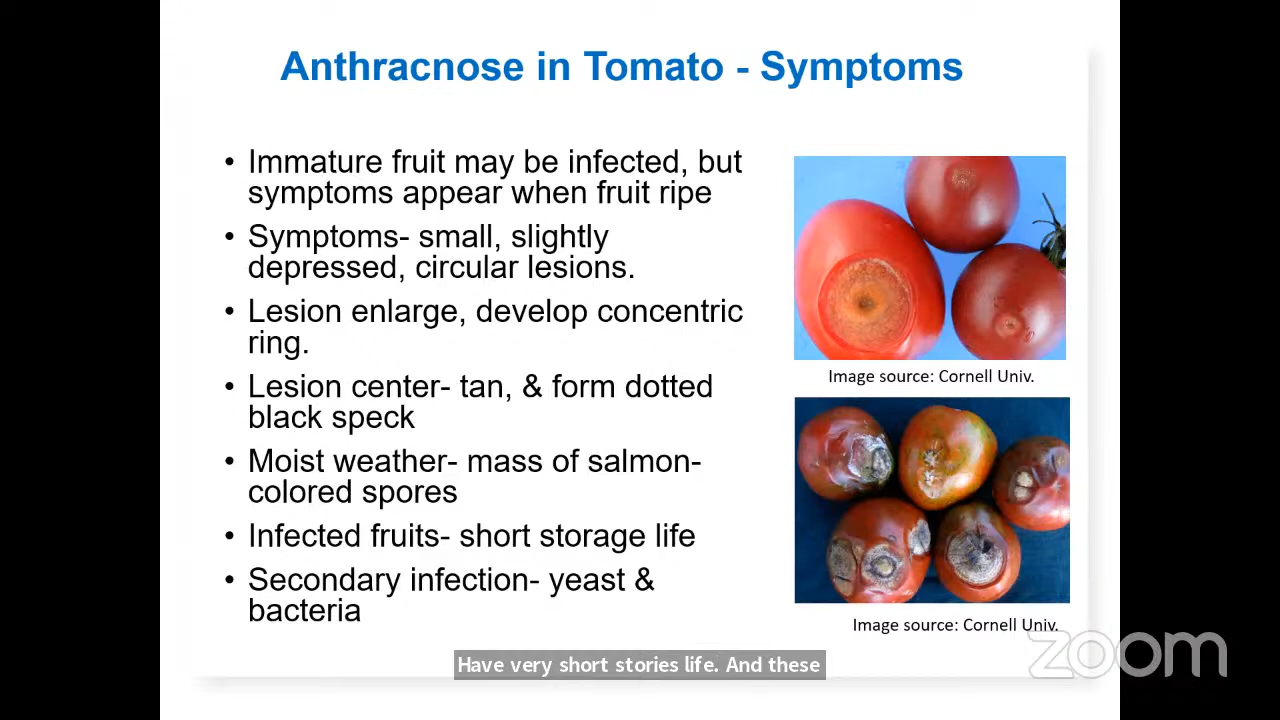 Anthracnose in Tomato - Symptoms
• Immature fruit may be infected, but
symptoms appear when fruit ripe
• Symptoms- small, slightly
depressed, circular lesions.
• Lesion enlarge, develop concentric
ring.
• Lesion center- tan, & form dotted
black speck
• Moist weather- mass of salmon-
colored spores
• Infected fruits- short storage life
• Secondary infection- yeast &
bacteria
Image source: Cornell Univ.
Image source: Cornell Univ.
Have very short stories life. And these
zoom